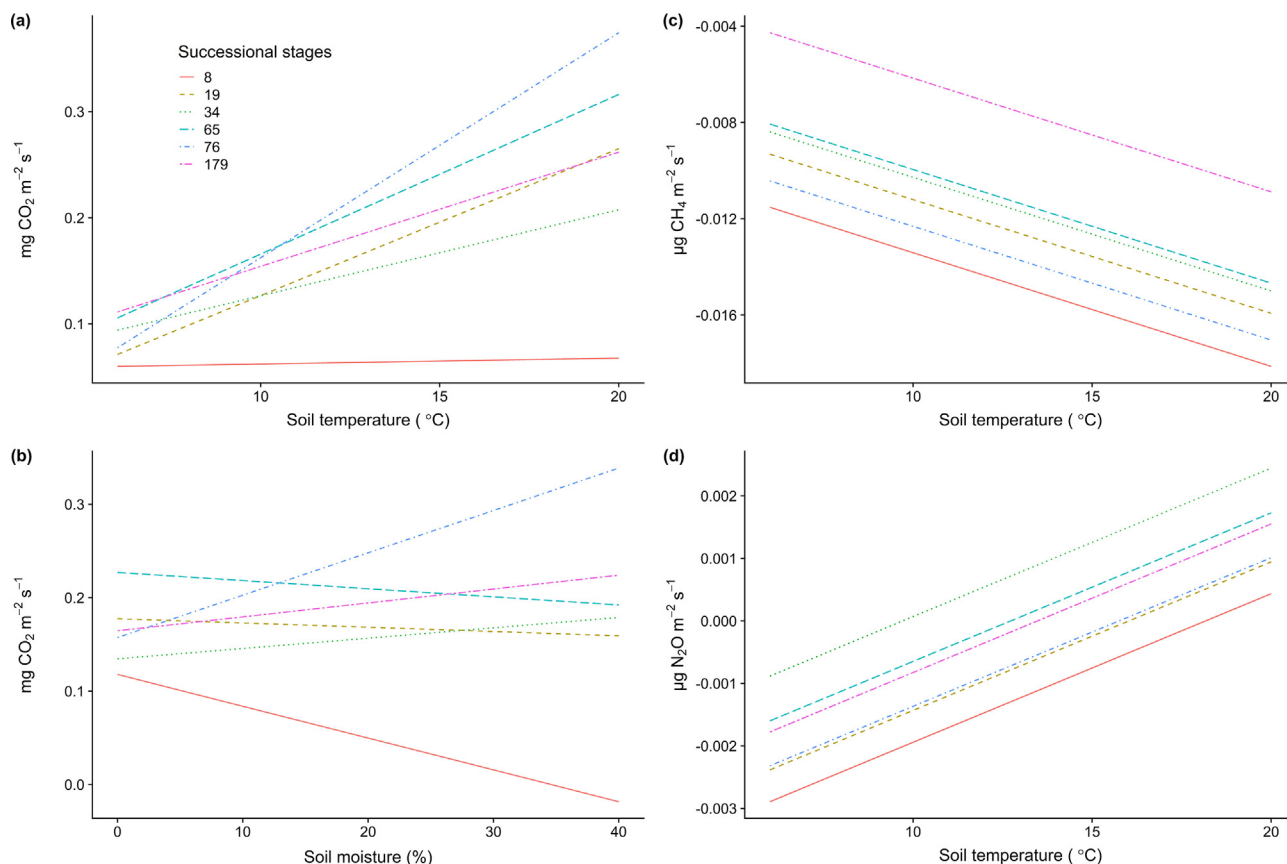 (a)
Successional stages
8
19
34
65
76
179
0.3
0.2
0.1
mg CO₂ m⁻² s⁻¹
10
15
20
Soil temperature ( °C)
(c)
-0.004
-0.008
-0.012
-0.016
µg CH₄ m⁻² s⁻¹
10
15
20
Soil temperature ( °C)
(b)
0.3
0.2
0.1
0.0
mg CO₂ m⁻² s⁻¹
0
10
20
30
40
Soil moisture (%)
(d)
0.002
0.001
0.000
-0.001
-0.002
-0.003
µg N₂O m⁻² s⁻¹
10
15
20
Soil temperature ( °C)